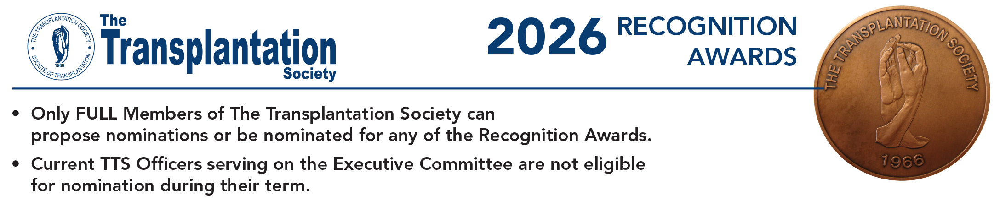 THE TRANSPLANTATION SOCIETY
1966
SOCIÉTÉ DE TRANSPLANTATION
The
Transplantation
Society
2026 RECOGNITION
AWARDS
THE TRANSPLANTATION SOCIETY
1966
• Only FULL Members of The Transplantation Society can
propose nominations or be nominated for any of the Recognition Awards.
• Current TTS Officers serving on the Executive Committee are not eligible
for nomination during their term.